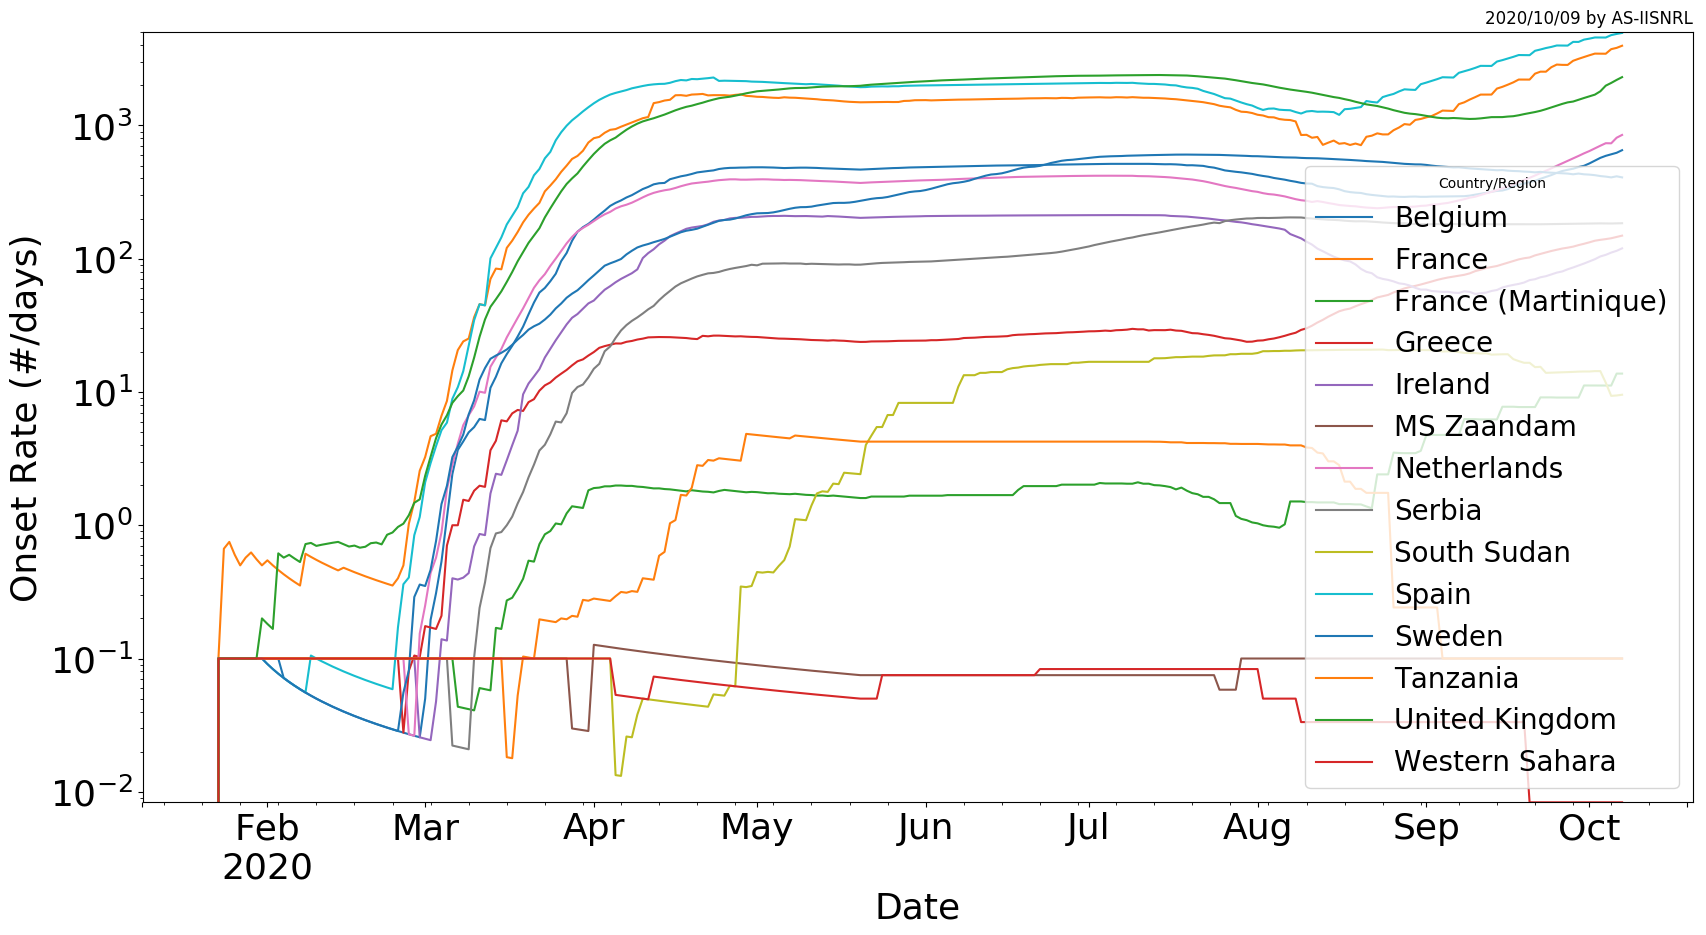 2020/10/09 by AS-IISNRL
Onset Rate (#/days)
10³
10²
10¹
10⁰
10⁻¹
10⁻²
Country/Region
Belgium
France
France (Martinique)
Greece
Ireland
MS Zaandam
Netherlands
Serbia
South Sudan
Spain
Sweden
Tanzania
United Kingdom
Western Sahara
Feb Mar Apr May Jun Jul Aug Sep Oct
2020
Date